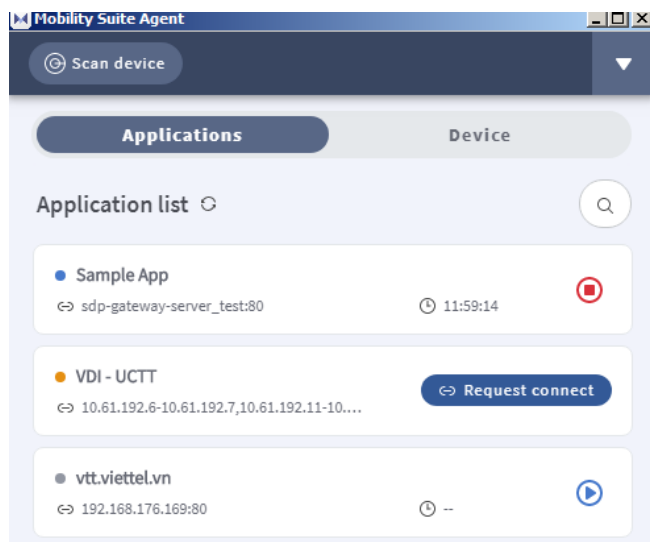 Mobility Suite Agent
Scan device
Applications Device
Application list
Sample App
sdp-gateway-server_test:80 11:59:14
VDI - UCTT
Request connect
10.61.192.6-10.61.192.7,10.61.192.11-10....
vtt.viettel.vn
192.168.176.169:80 --